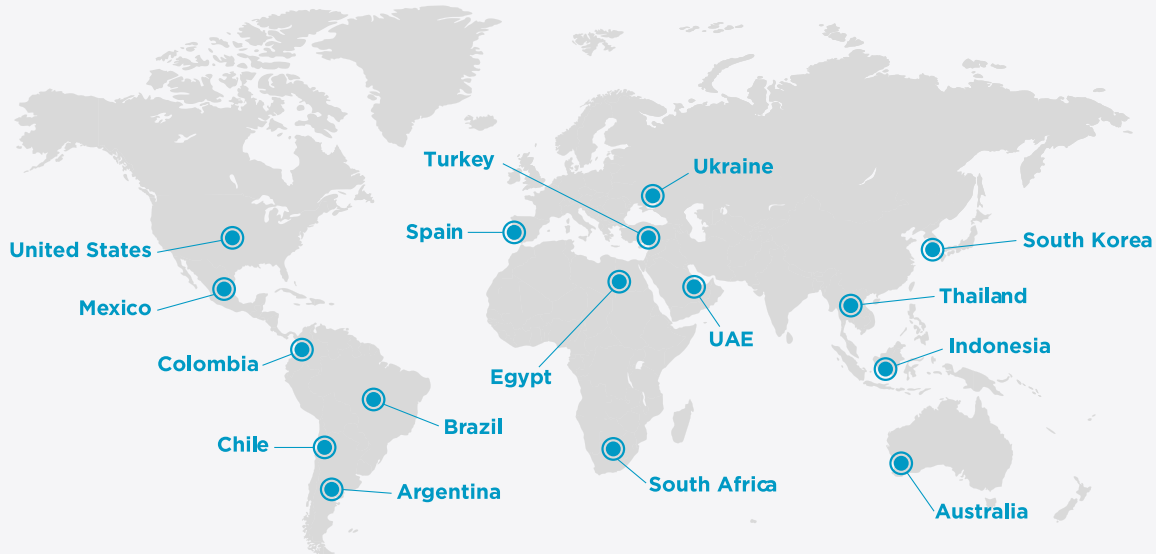 Turkey
Ukraine
Spain
United States
South Korea
Mexico
Thailand
UAE
Indonesia
Colombia
Egypt
Brazil
Chile
South Africa
Argentina
Australia